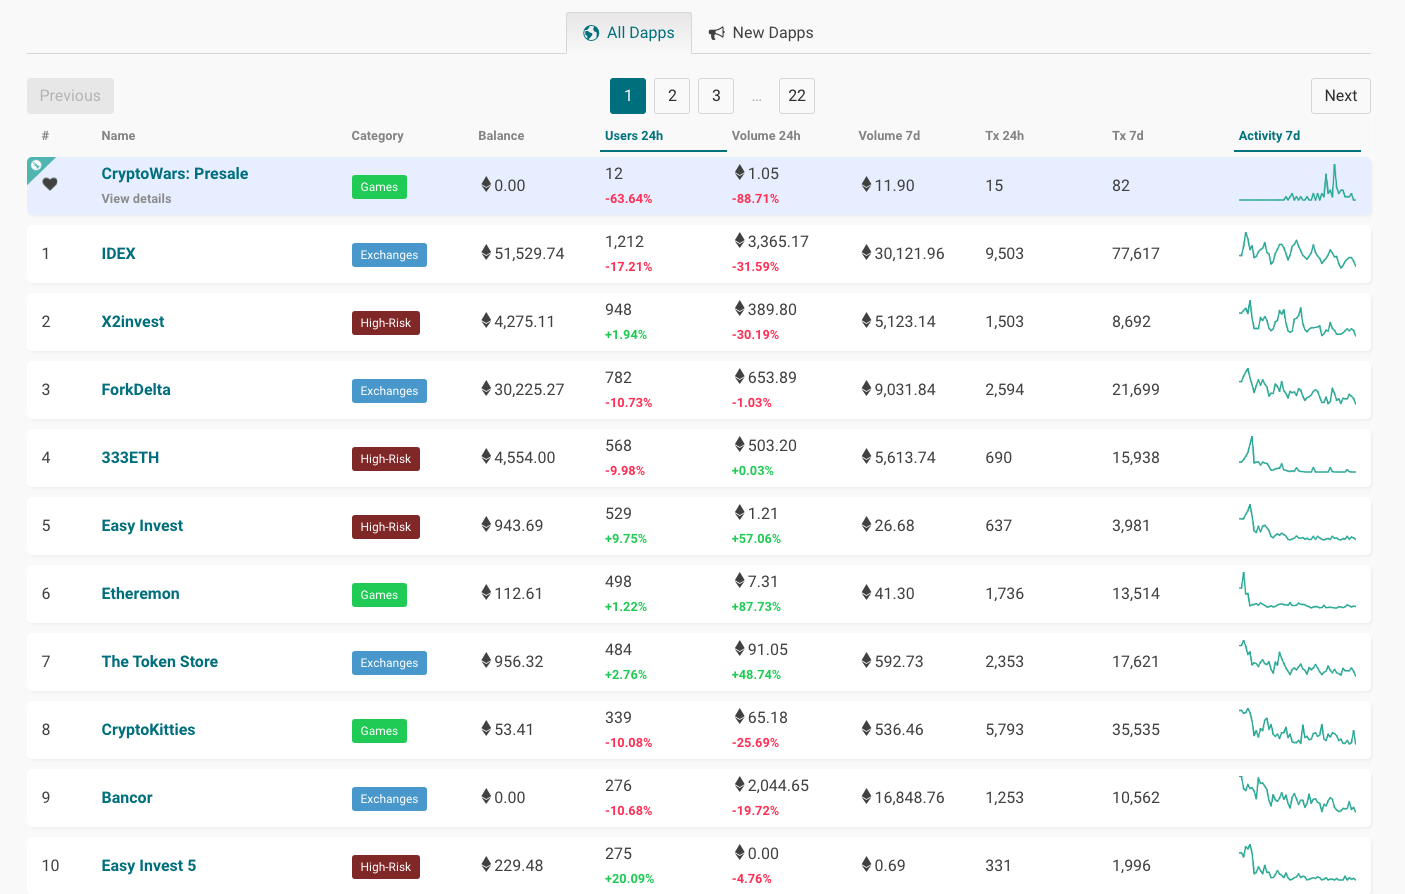 All Dapps New Dapps
Previous 1 2 3 ... 22 Next
# Name Category Balance Users 24h Volume 24h Volume 7d Tx 24h Tx 7d Activity 7d
CryptoWars: Presale Games 0.00 12 1.05 11.90 15 82
View details -63.64% -88.71%
1 IDEX Exchanges 51,529.74 1,212 3,365.17 30,121.96 9,503 77,617
-17.21% -31.59%
2 X2invest High-Risk 4,275.11 948 389.80 5,123.14 1,503 8,692
+1.94% -30.19%
3 ForkDelta Exchanges 30,225.27 782 653.89 9,031.84 2,594 21,699
-10.73% -1.03%
4 333ETH High-Risk 4,554.00 568 503.20 5,613.74 690 15,938
-9.98% +0.03%
5 Easy Invest High-Risk 943.69 529 1.21 26.68 637 3,981
+9.75% +57.06%
6 Etheremon Games 112.61 498 7.31 41.30 1,736 13,514
+1.22% +87.73%
7 The Token Store Exchanges 956.32 484 91.05 592.73 2,353 17,621
+2.76% +48.74%
8 CryptoKitties Games 53.41 339 65.18 536.46 5,793 35,535
-10.08% -25.69%
9 Bancor Exchanges 0.00 276 2,044.65 16,848.76 1,253 10,562
-10.68% -19.72%
10 Easy Invest 5 High-Risk 229.48 275 0.00 0.69 331 1,996
+20.09% -4.76%